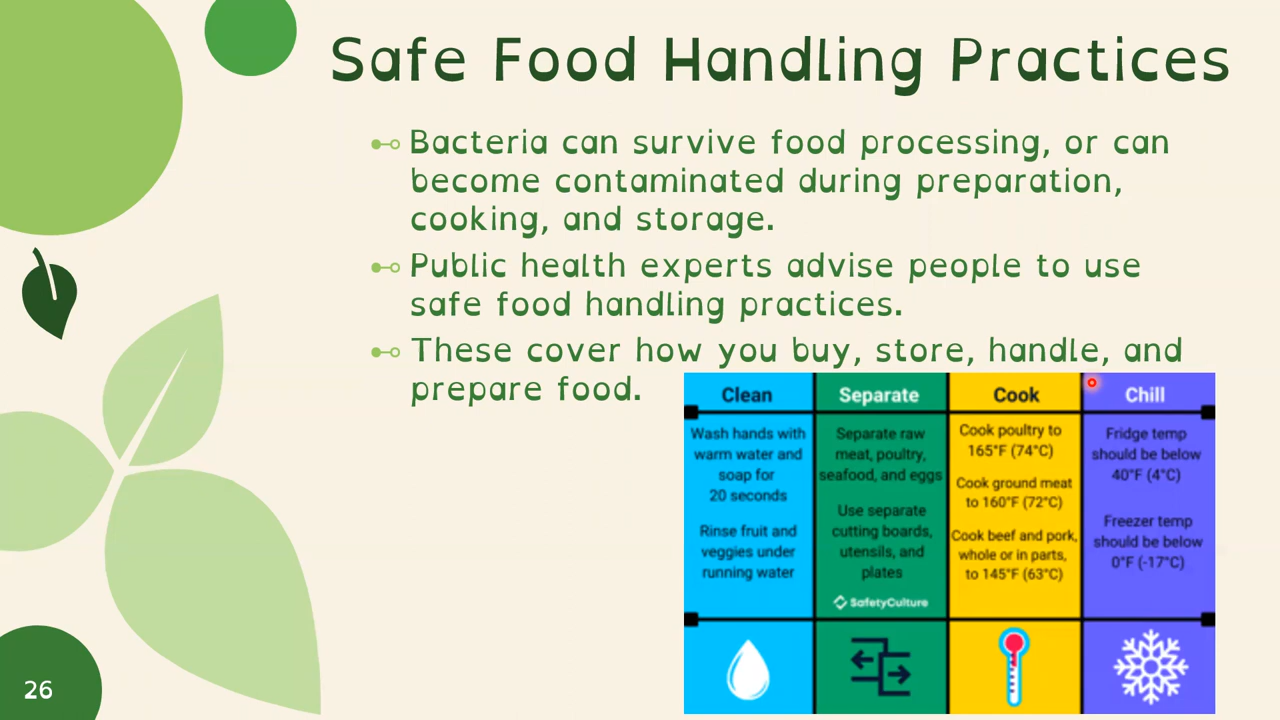 Safe Food Handling Practices
Bacteria can survive food processing, or can
become contaminated during preparation,
cooking, and storage.
Public health experts advise people to use
safe food handling practices.
These cover how you buy, store, handle, and
prepare food.
Clean
Wash hands with
warm water and
soap for
20 seconds
Rinse fruit and
veggies under
running water
Separate
Separate raw
meat, poultry,
seafood, and eggs
Use separate
cutting boards,
utensils, and
plates
SafetyCulture
Cook
Cook poultry to
165°F (74°C)
Cook ground meat
to 160°F (72°C)
Cook beef and pork,
whole or in parts,
to 145°F (63°C)
Chill
Fridge temp
should be below
40°F (4°C)
Freezer temp
should be below
0°F (-17°C)
26